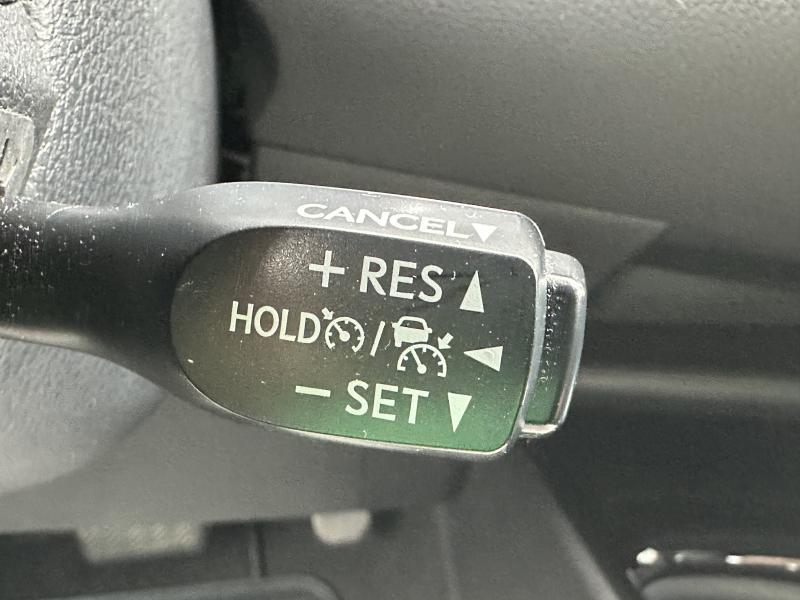 CANCEL▼
+ RES ▲
HOLD / ◀
− SET ▼